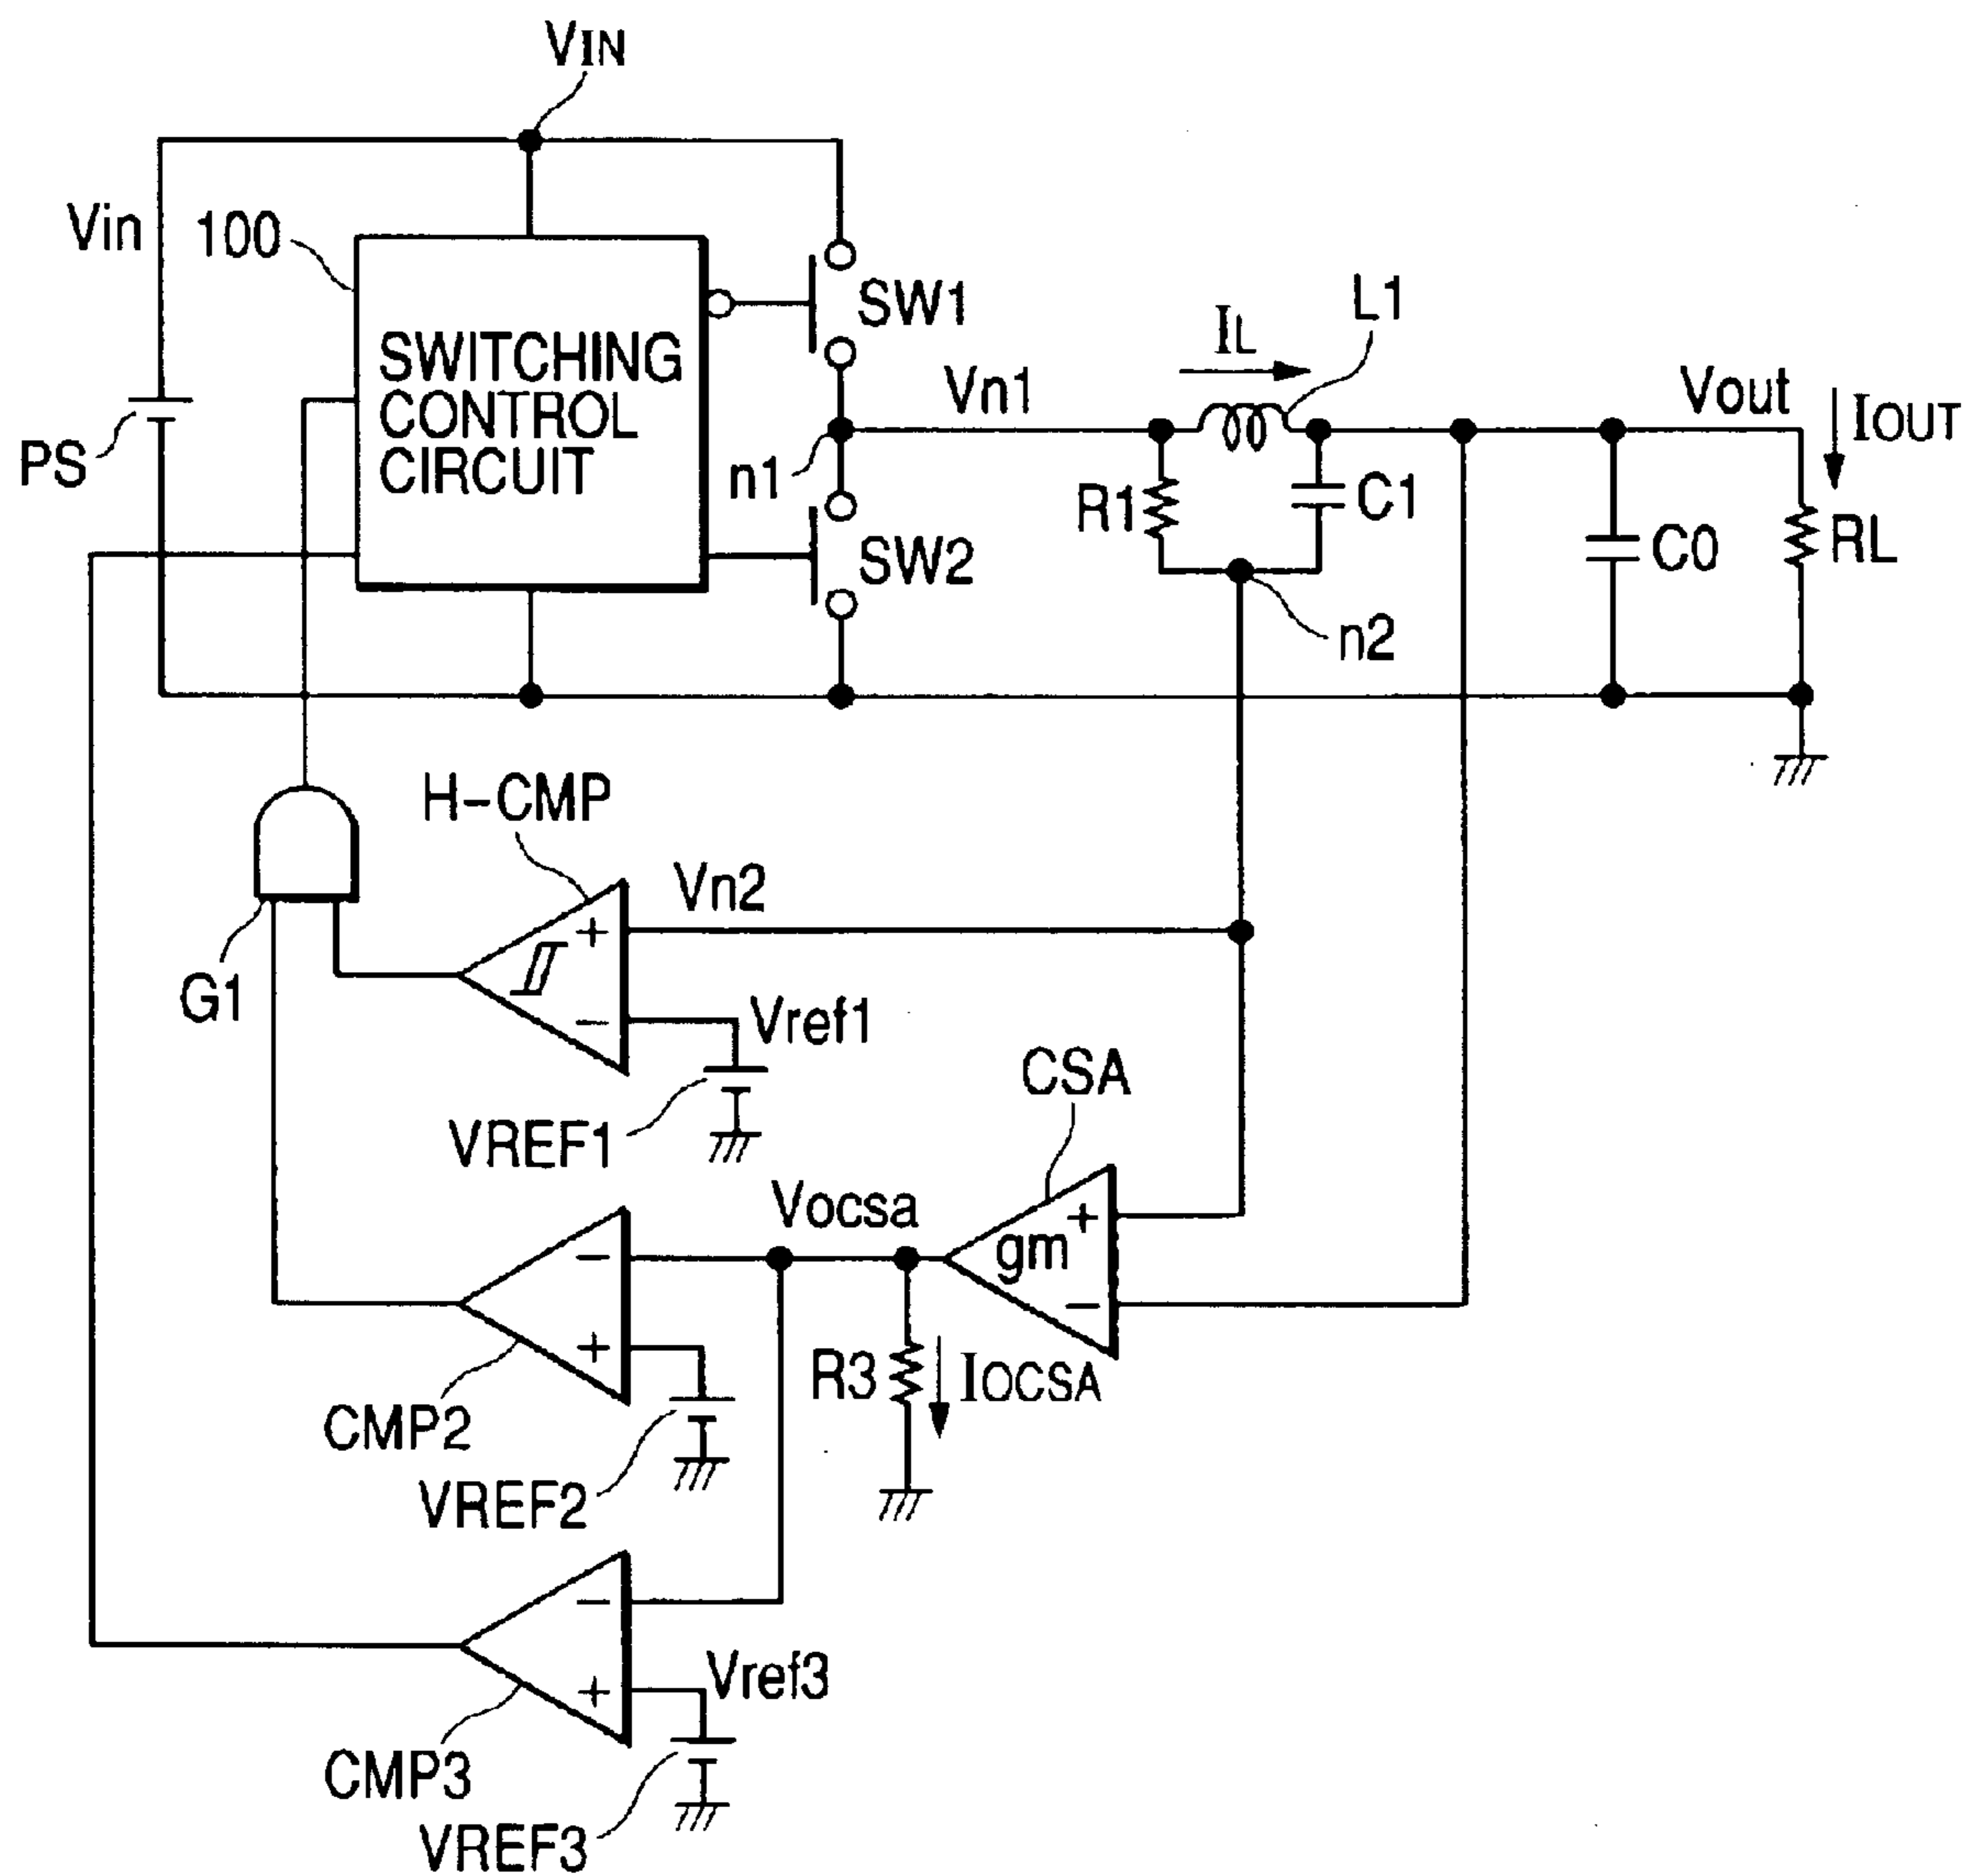 VIN
Vin
100
SWITCHING
CONTROL
CIRCUIT
SW1
PS
n1
SW2
Vn1
IL
L1
Vout
IOUT
R1
C1
C0
RL
n2
H-CMP
Vn2
+
−
G1
Vref1
VREF1
CSA
gm
+
−
Vocsa
−
+
R3
IOCSA
CMP2
VREF2
−
+
Vref3
CMP3
VREF3